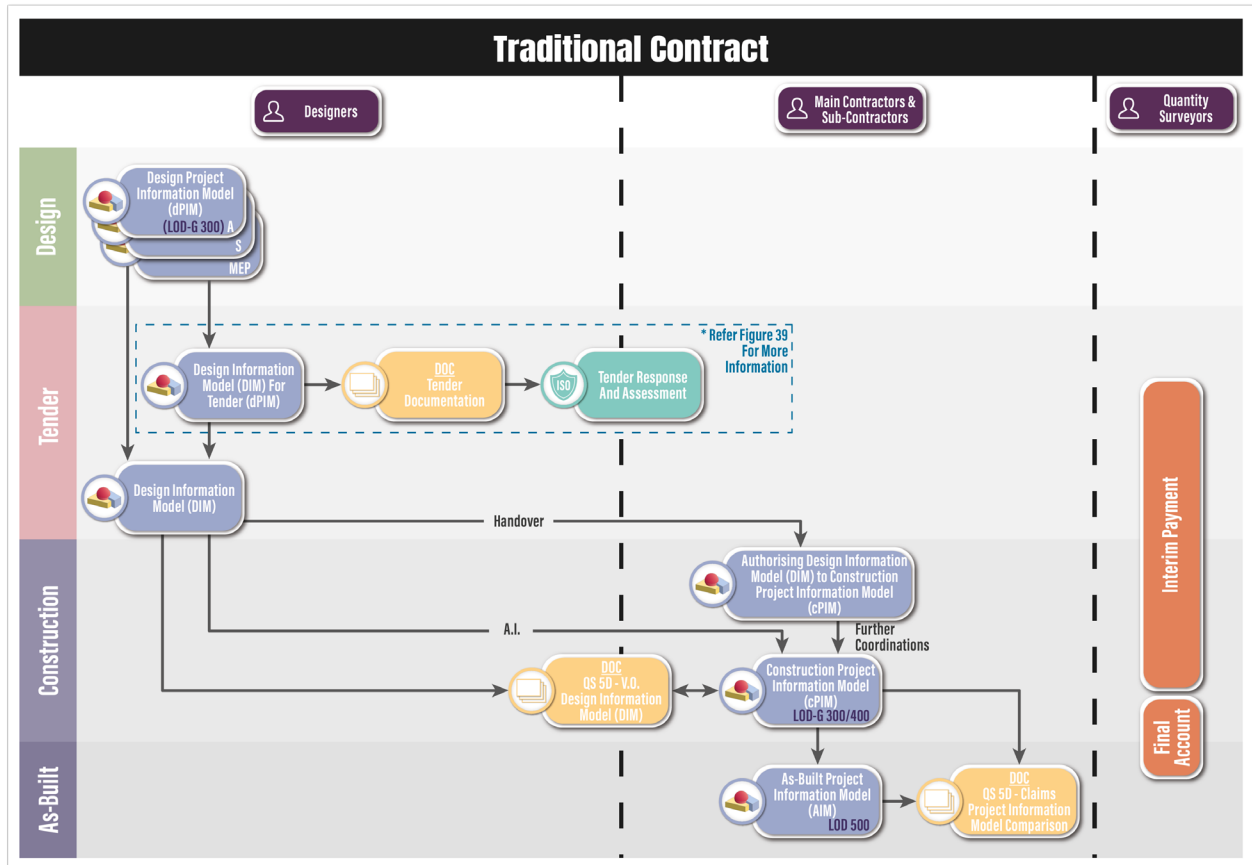 Traditional Contract
Designers
Main Contractors &
Sub-Contractors
Quantity
Surveyors
Design
Design Project
Information Model
(dPIM)
(LOD-G 300) A
S
MEP
Tender
* Refer Figure 39
For More
Information
Design Information
Model (DIM) For
Tender (dPIM)
DOC
Tender
Documentation
ISO
Tender Response
And Assessment
Design Information
Model (DIM)
Handover
Interim Payment
Construction
Authorising Design Information
Model (DIM) to Construction
Project Information Model
(cPIM)
A.I.
Further
Coordinations
DOC
QS 5D - V.O.
Design Information
Model (DIM)
Construction Project
Information Model
(cPIM)
LOD-G 300/400
Final
Account
As-Built
As-Built Project
Information Model
(AIM)
LOD 500
DOC
QS 5D - Claims
Project Information
Model Comparison